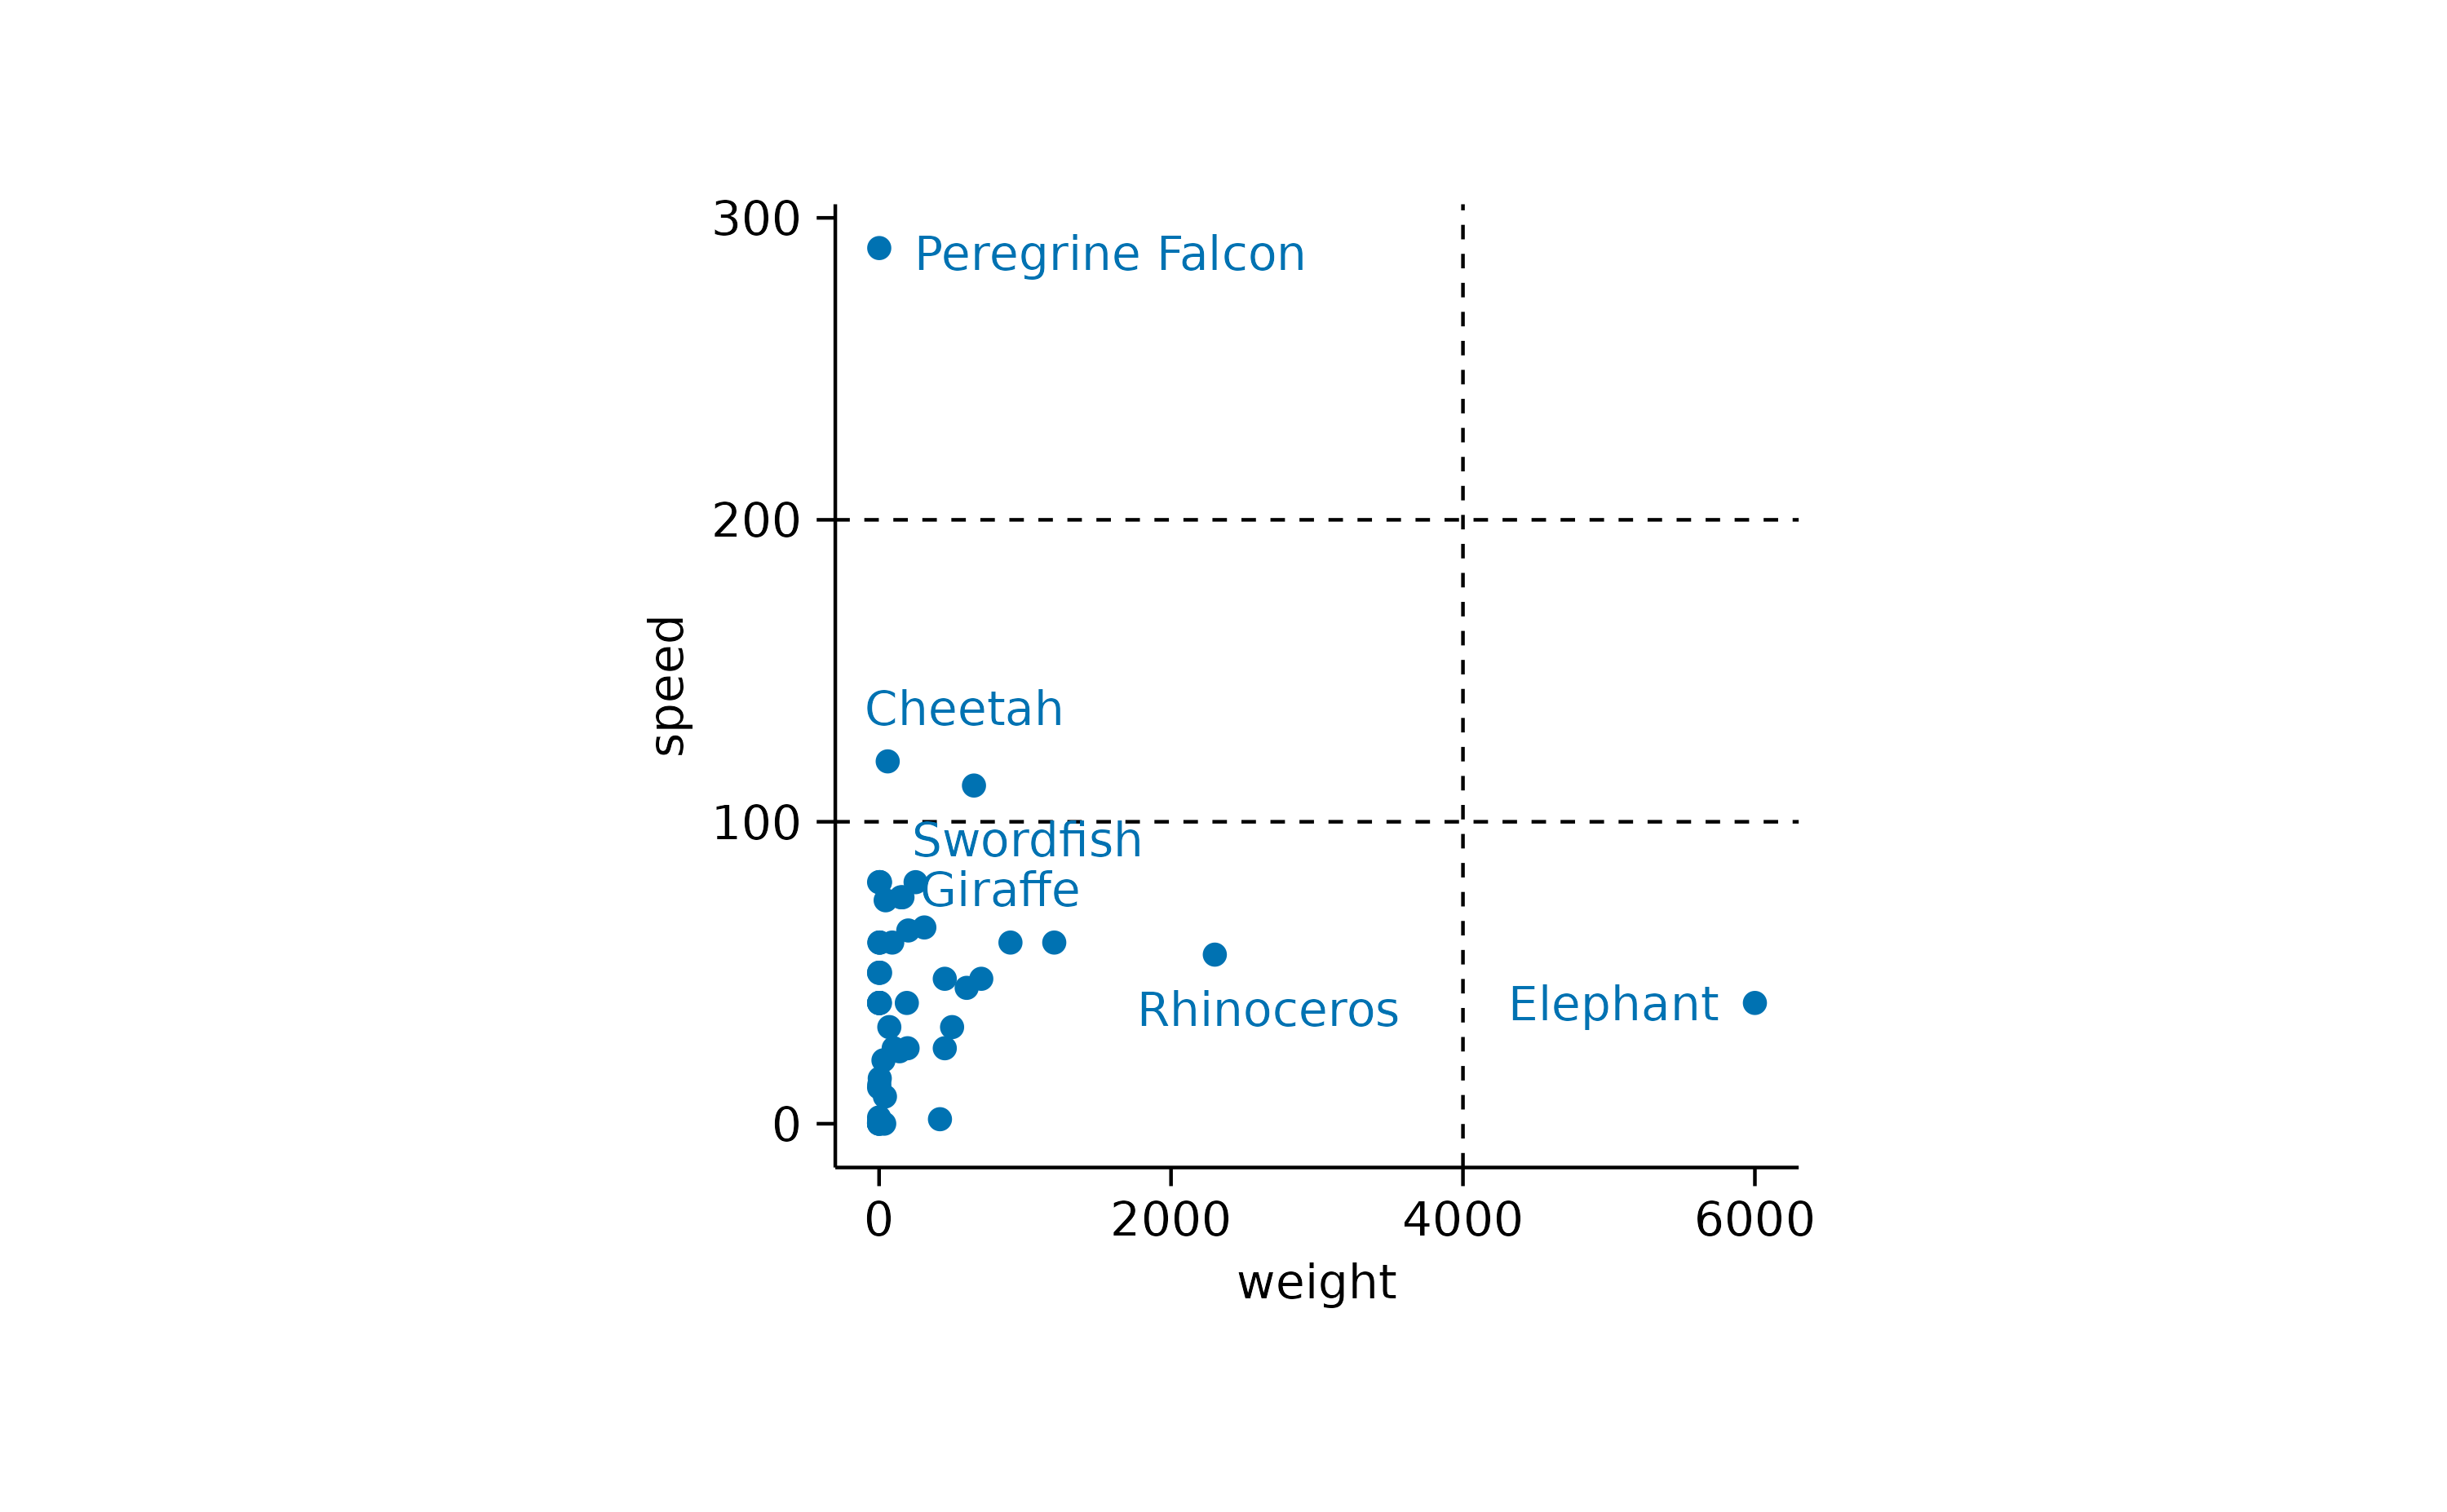 300
Peregrine Falcon
200
speed
Cheetah
100
Swordfish
Giraffe
Rhinoceros
Elephant
0
0 2000 4000 6000
weight